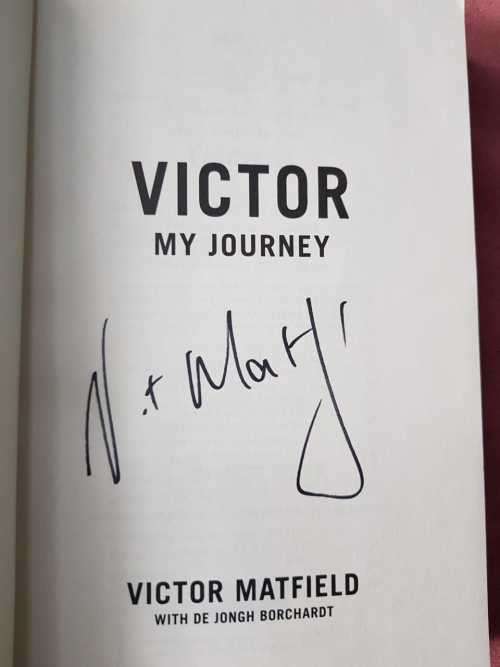 VICTOR
MY JOURNEY
VICTOR MATFIELD
WITH DE JONGH BORCHARDT